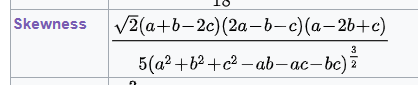 Skewness
√2(a+b−2c)(2a−b−c)(a−2b+c)
5(a²+b²+c²−ab−ac−bc)^(3/2)